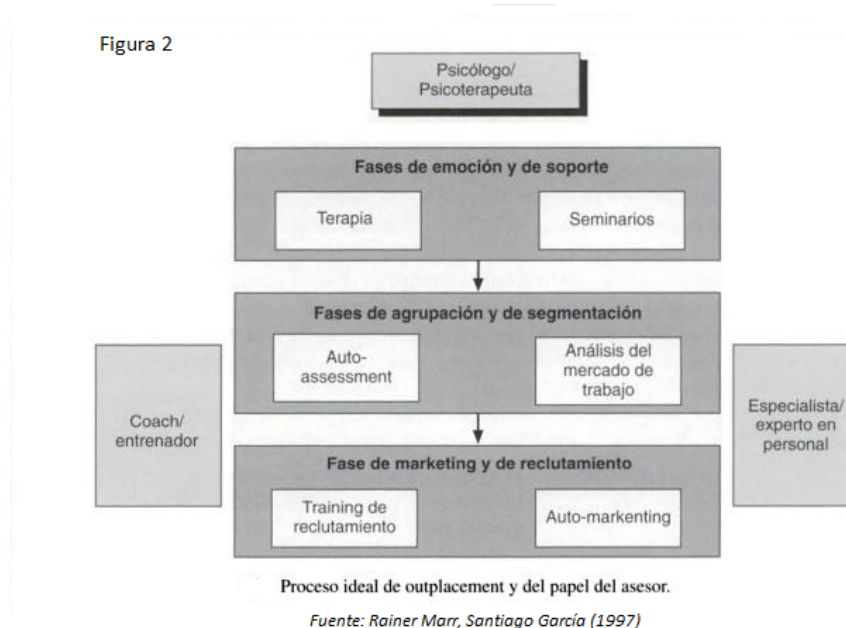 Figura 2
Psicólogo/
Psicoterapeuta
Fases de emoción y de soporte
Terapia
Seminarios
Fases de agrupación y de segmentación
Auto-
assessment
Análisis del
mercado de
trabajo
Coach/
entrenador
Especialista/
experto en
personal
Fase de marketing y de reclutamiento
Training de
reclutamiento
Auto-markenting
Proceso ideal de outplacement y del papel del asesor.
Fuente: Rainer Marr, Santiago García (1997)